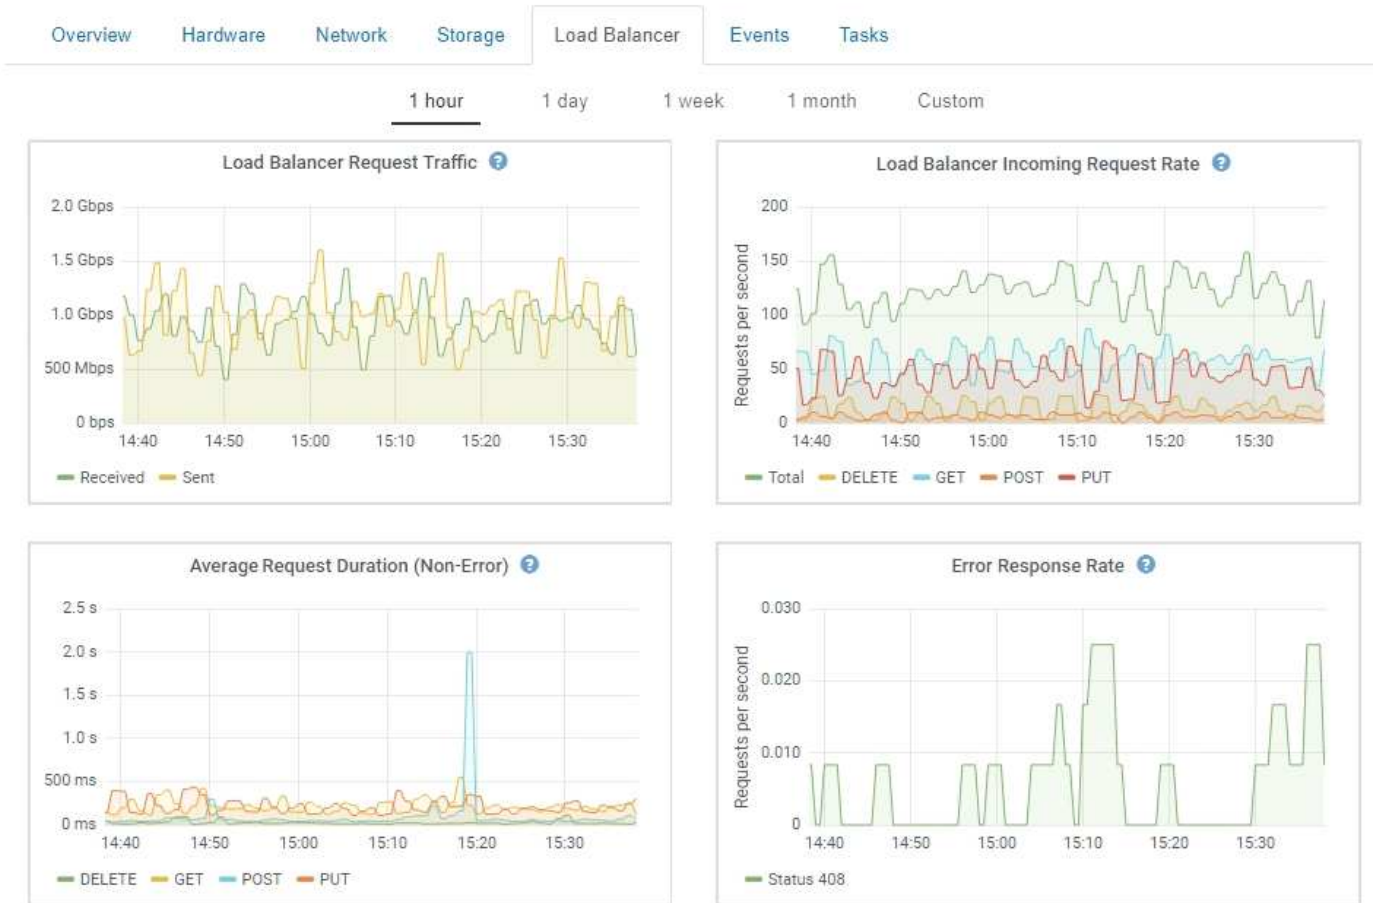 Overview Hardware Network Storage Load Balancer Events Tasks
1 hour 1 day 1 week 1 month Custom
Load Balancer Request Traffic ?
2.0 Gbps
1.5 Gbps
1.0 Gbps
500 Mbps
0 bps
14:40 14:50 15:00 15:10 15:20 15:30
Received Sent
Load Balancer Incoming Request Rate ?
Requests per second
200
150
100
50
0
14:40 14:50 15:00 15:10 15:20 15:30
Total DELETE GET POST PUT
Average Request Duration (Non-Error) ?
2.5 s
2.0 s
1.5 s
1.0 s
500 ms
0 ms
14:40 14:50 15:00 15:10 15:20 15:30
DELETE GET POST PUT
Error Response Rate ?
Requests per second
0.030
0.020
0.010
0
14:40 14:50 15:00 15:10 15:20 15:30
Status 408